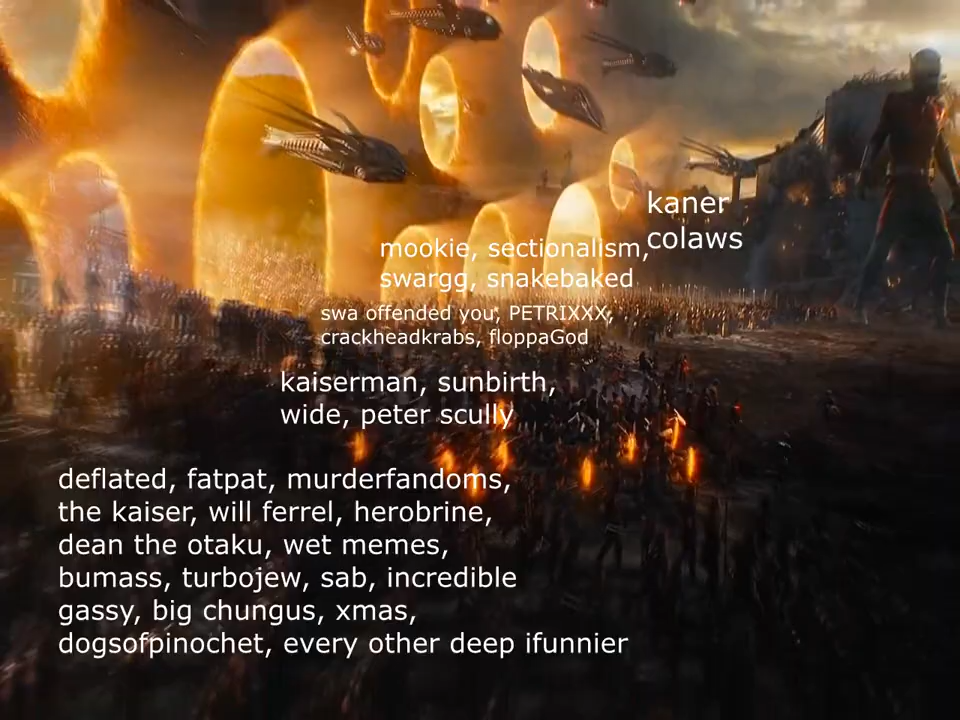 kaner
colaws
mookie, sectionalism,
swargg, snakebaked
swa offended you, PETRIXXX,
crackheadkrabs, floppaGod
kaiserman, sunbirth,
wide, peter scully
deflated, fatpat, murderfandoms,
the kaiser, will ferrel, herobrine,
dean the otaku, wet memes,
bumass, turbojew, sab, incredible
gassy, big chungus, xmas,
dogsofpinochet, every other deep ifunnier